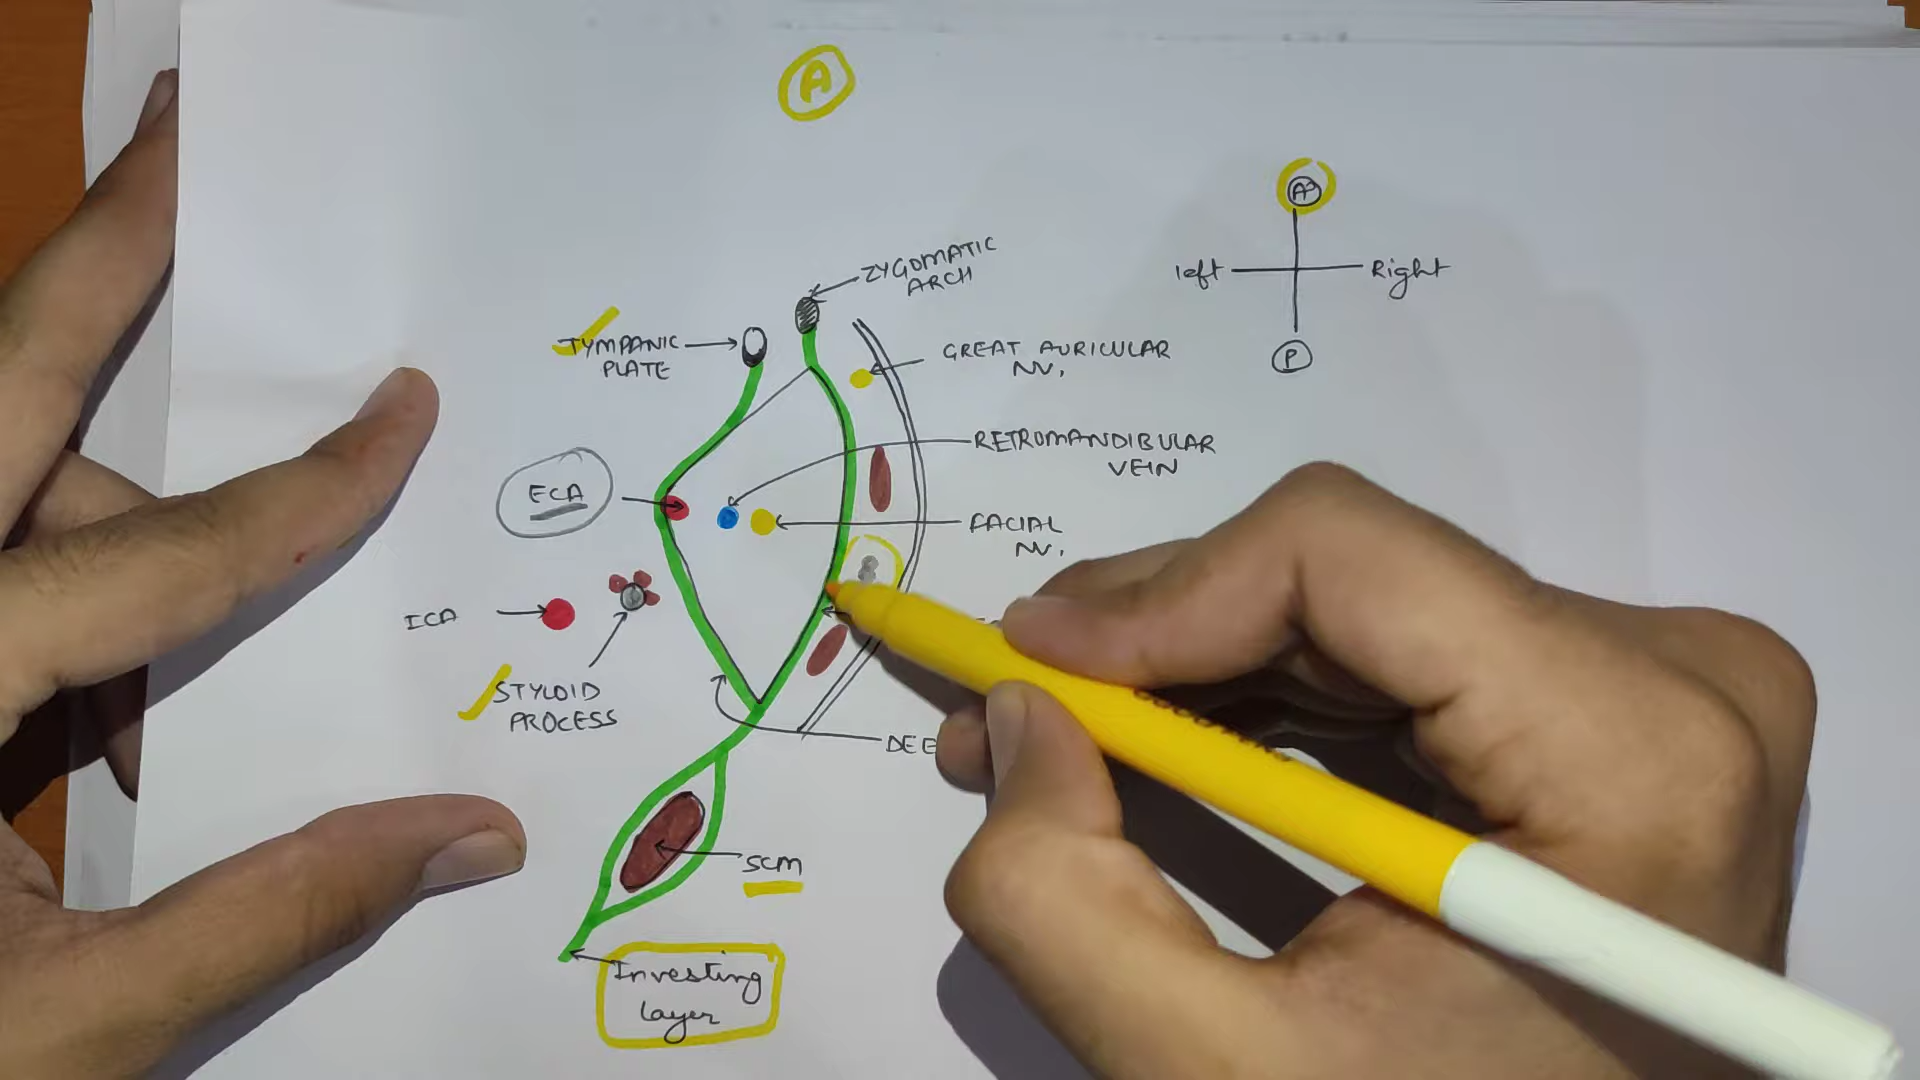 A
A
left
Right
P
ZYGOMATIC
ARCH
TYMPANIC
PLATE
GREAT AURICULAR
NV.
RETROMANDIBULAR
VEIN
ECA
FACIAL
NV.
ICA
STYLOID
PROCESS
DEE
SCM
Investing
layer